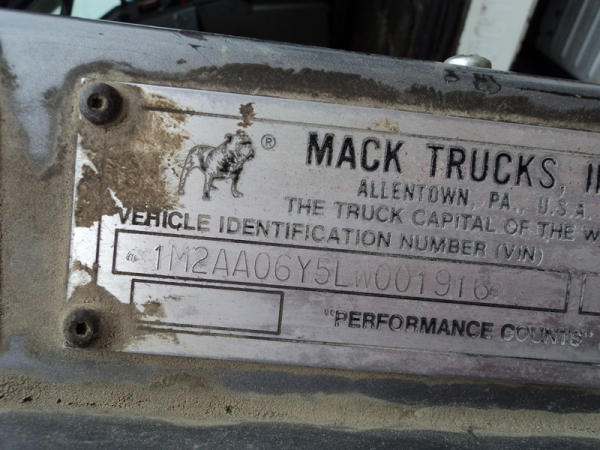 ®
MACK TRUCKS, I
ALLENTOWN, PA., U.S.A.
THE TRUCK CAPITAL OF THE W
VEHICLE IDENTIFICATION NUMBER (VIN)
1M2AA06Y5LW001916
"PERFORMANCE COUNTS"